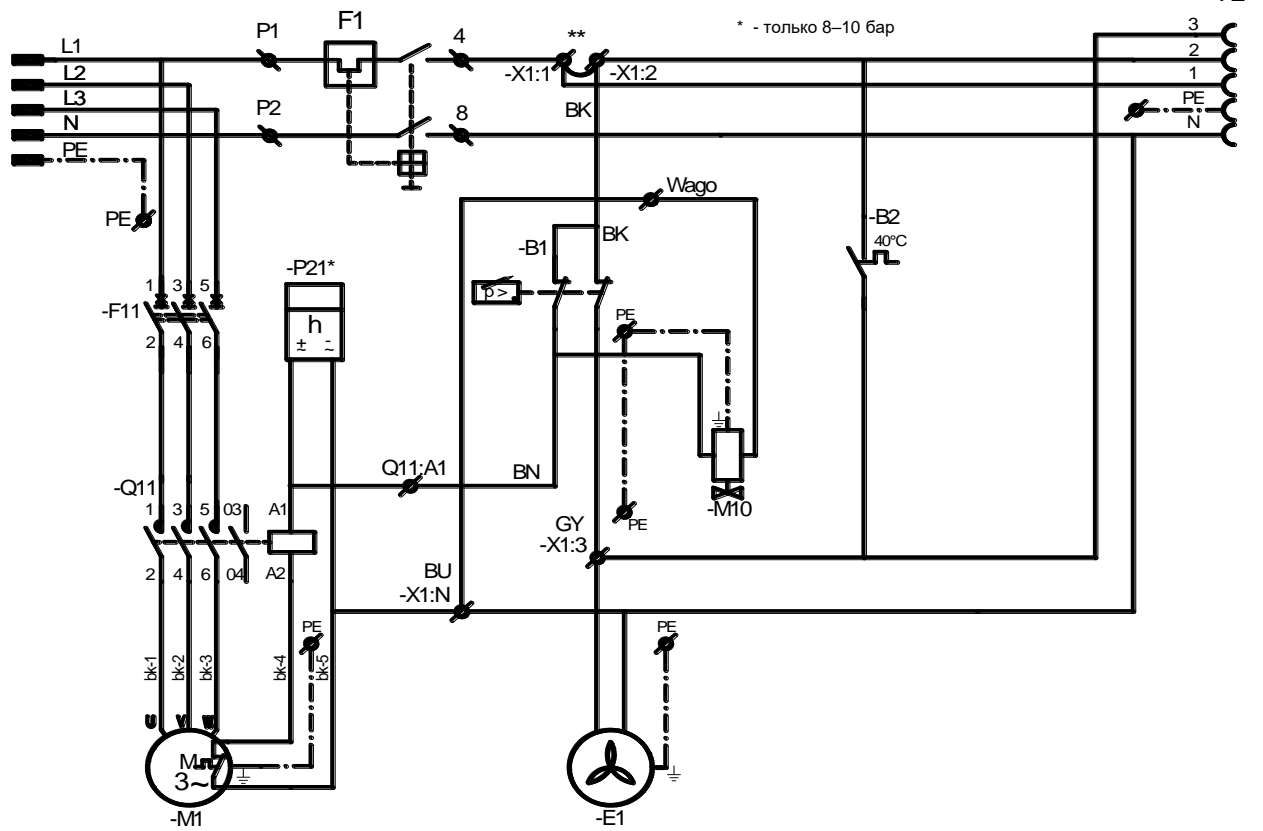 * - только 8–10 бар
L1
P1
F1
4
**
3
-X1:1
-X1:2
2
L2
1
L3
BK
PE
N
P2
8
N
PE
Wago
PE
-B2
BK
40°C
-B1
-P21*
1 3 5
p >
-F11
h
PE
2 4 6
± ~
Q11:A1
BN
-Q11
-M10
1 3 5 03
A1
PE
GY
-X1:3
2 4 6 04
A2
BU
-X1:N
PE
PE
bk-1
bk-2
bk-3
bk-4
bk-5
U V W
M
3~
-M1
-E1